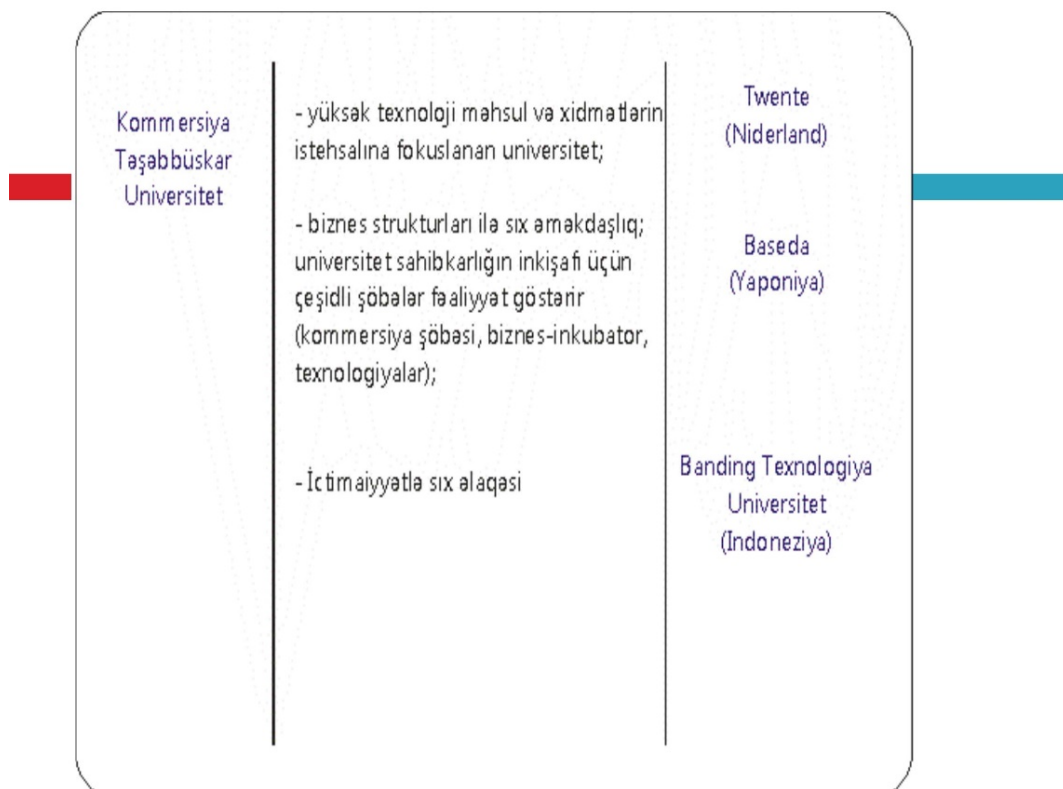 Kommersiya
Təşəbbüskar
Universitet
- yüksək texnoloji məhsul və xidmətlərin
istehsalına fokuslanan universitet;
- biznes strukturları ilə sıx əməkdaşlıq;
universitet sahibkarlığın inkişafı üçün
çeşidli şöbələr fəaliyyət göstərir
(kommersiya şöbəsi, biznes-inkubator,
texnologiyalar);
- İctimaiyyətlə sıx əlaqəsi
Twente
(Niderland)
Baseda
(Yaponiya)
Banding Texnologiya
Universitet
(Indoneziya)